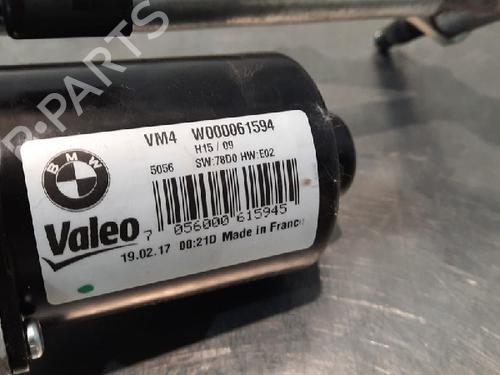 VM4 W000061594
H15 / 09
5056 SW:78D0 HW:E02
BMW
Valeo
7 056000 615945
19.02.17 00:21D Made in France
R-PARTS